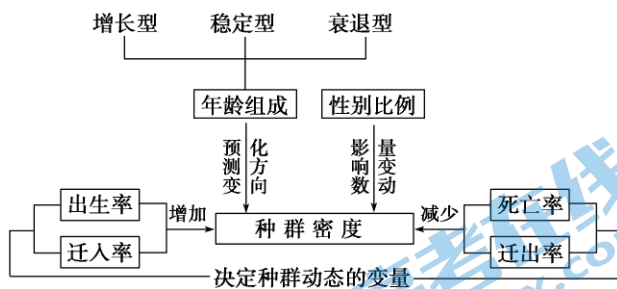 增长型 稳定型 衰退型
年龄组成 性别比例
预测变化方向 影响数量变动
出生率 增加 种群密度 减少 死亡率
迁入率 迁出率
决定种群动态的变量